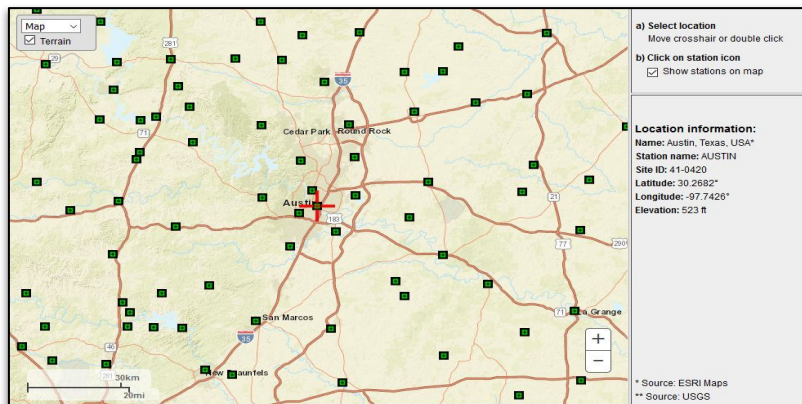 Map
Terrain
281
29
35
Cedar Park
Round Rock
71
Austin
183
21
77
290
San Marcos
71
La Grange
35
46
New Braunfels
281
30km
20mi
+
−
a) Select location
Move crosshair or double click
b) Click on station icon
Show stations on map
Location information:
Name: Austin, Texas, USA*
Station name: AUSTIN
Site ID: 41-0420
Latitude: 30.2682°
Longitude: -97.7426°
Elevation: 523 ft
* Source: ESRI Maps
** Source: USGS